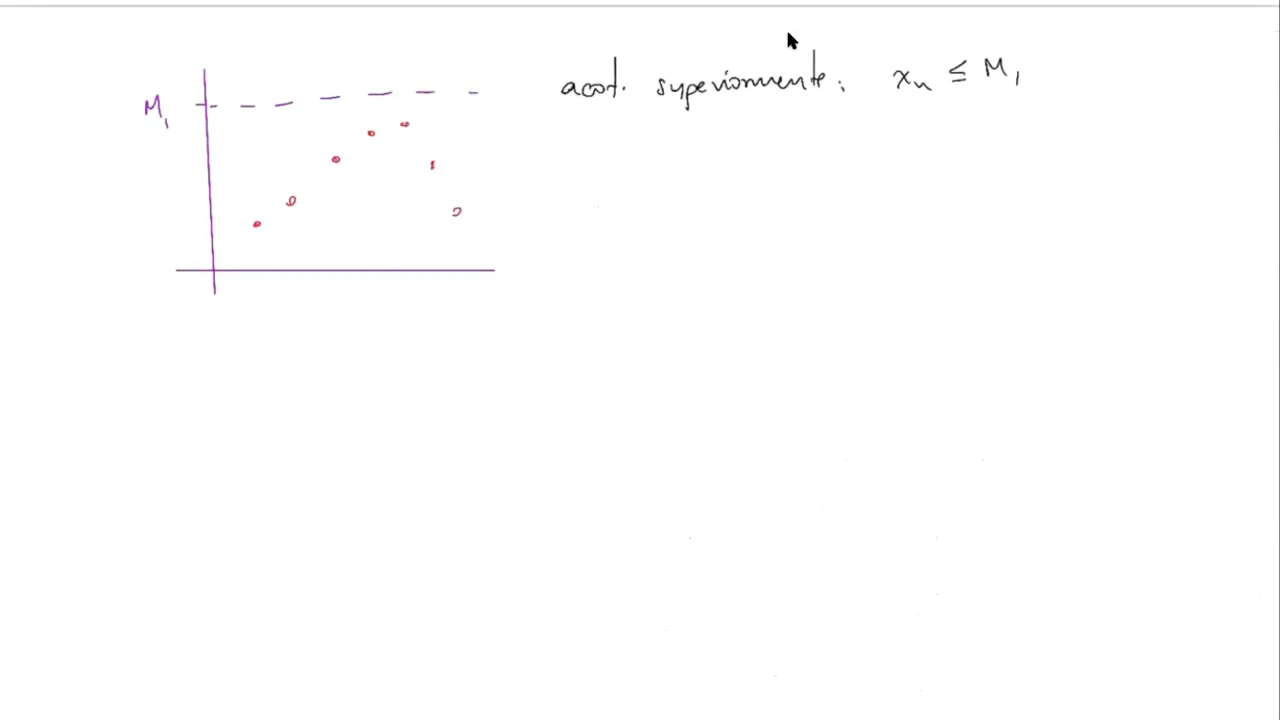 M₁
acot. superiormente: xₙ ≤ M₁